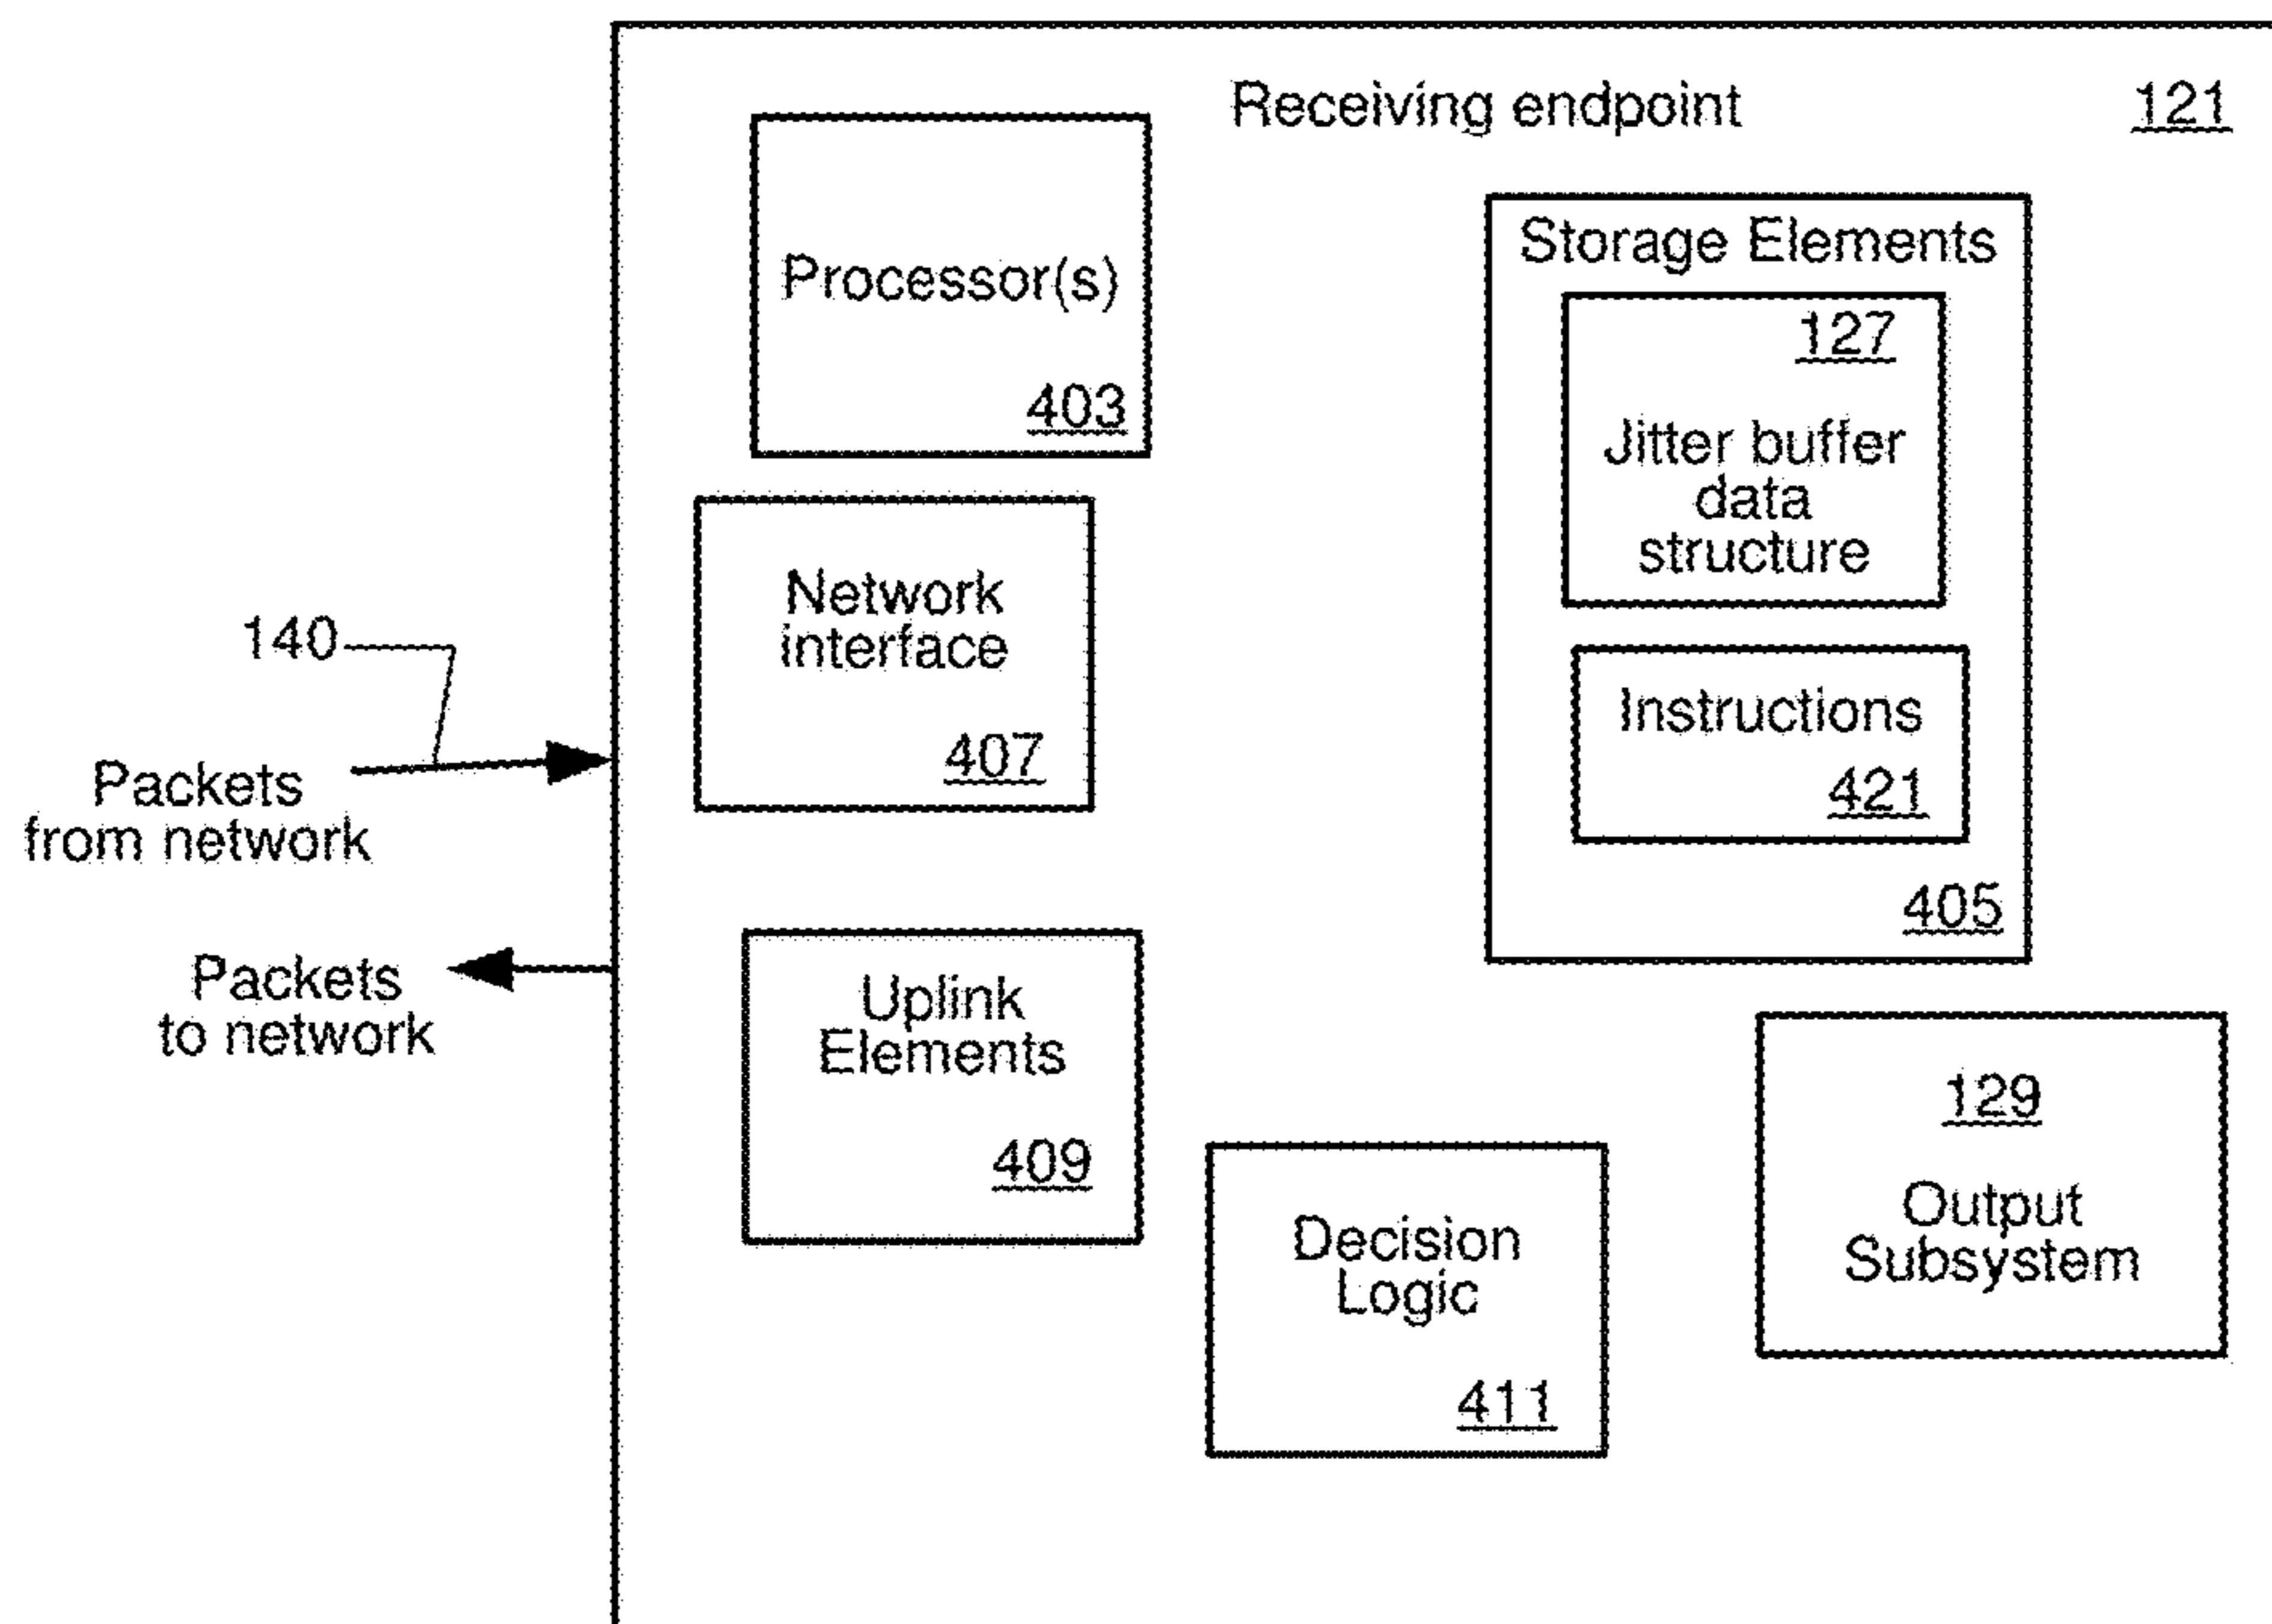 Receiving endpoint
121
Processor(s)
403
Storage Elements
127
Jitter buffer
data
structure
Instructions
421
405
Network
interface
407
140
Packets
from network
Packets
to network
Uplink
Elements
409
Decision
Logic
411
129
Output
Subsystem